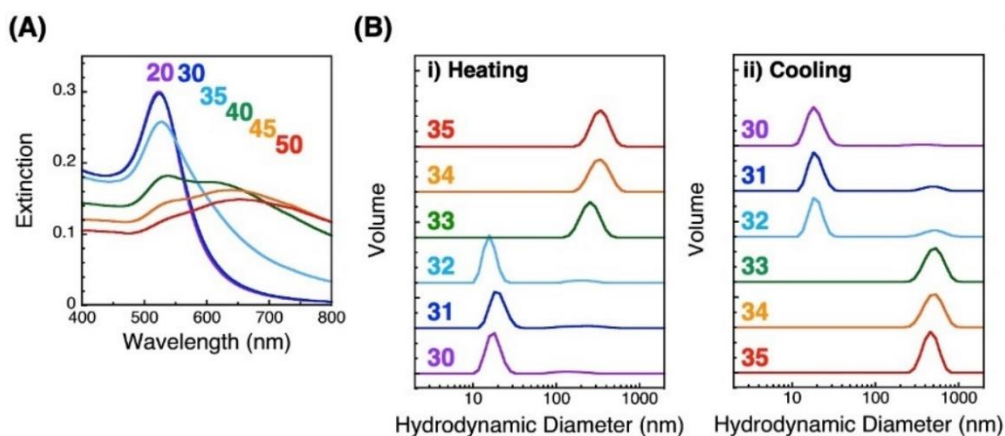 (A)
0.3
0.2
0.1
0
Extinction
20 30
35
40
45
50
400 500 600 700 800
Wavelength (nm)
(B)
i) Heating
35
34
33
32
31
30
Volume
10 100 1000
Hydrodynamic Diameter (nm)
ii) Cooling
30
31
32
33
34
35
Volume
10 100 1000
Hydrodynamic Diameter (nm)